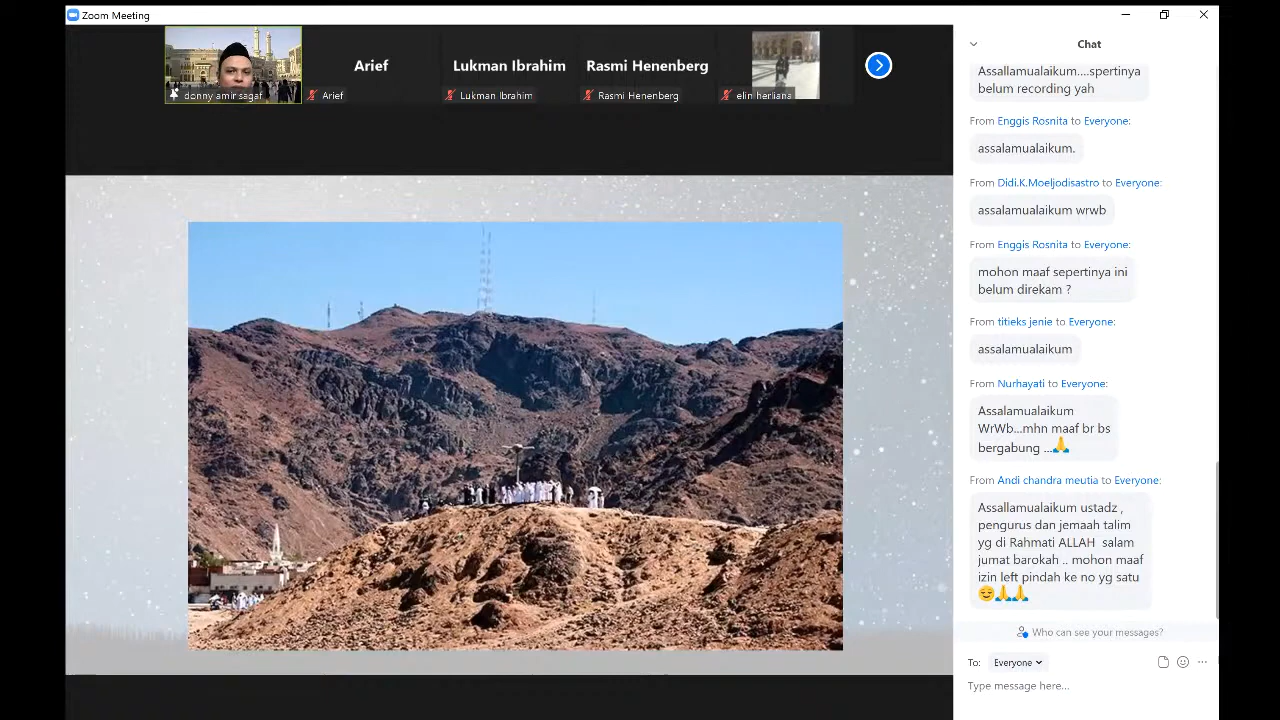 Zoom Meeting
Arief
Lukman Ibrahim
Rasmi Henenberg
donny amir sagaf
Arief
Lukman Ibrahim
Rasmi Henenberg
elin herliana
Chat
Assallamualaikum....spertinya
belum recording yah
From Enggis Rosnita to Everyone:
assalamualaikum.
From Didi.K.Moeljodisastro to Everyone:
assalamualaikum wrwb
From Enggis Rosnita to Everyone:
mohon maaf sepertinya ini
belum direkam ?
From titieks jenie to Everyone:
assalamualaikum
From Nurhayati to Everyone:
Assalamualaikum
WrWb...mhn maaf br bs
bergabung ...🙏
From Andi chandra meutia to Everyone:
Assallamualaikum ustadz ,
pengurus dan jemaah talim
yg di Rahmati ALLAH salam
jumat barokah .. mohon maaf
izin left pindah ke no yg satu
😊🙏🙏
Who can see your messages?
To: Everyone
Type message here...